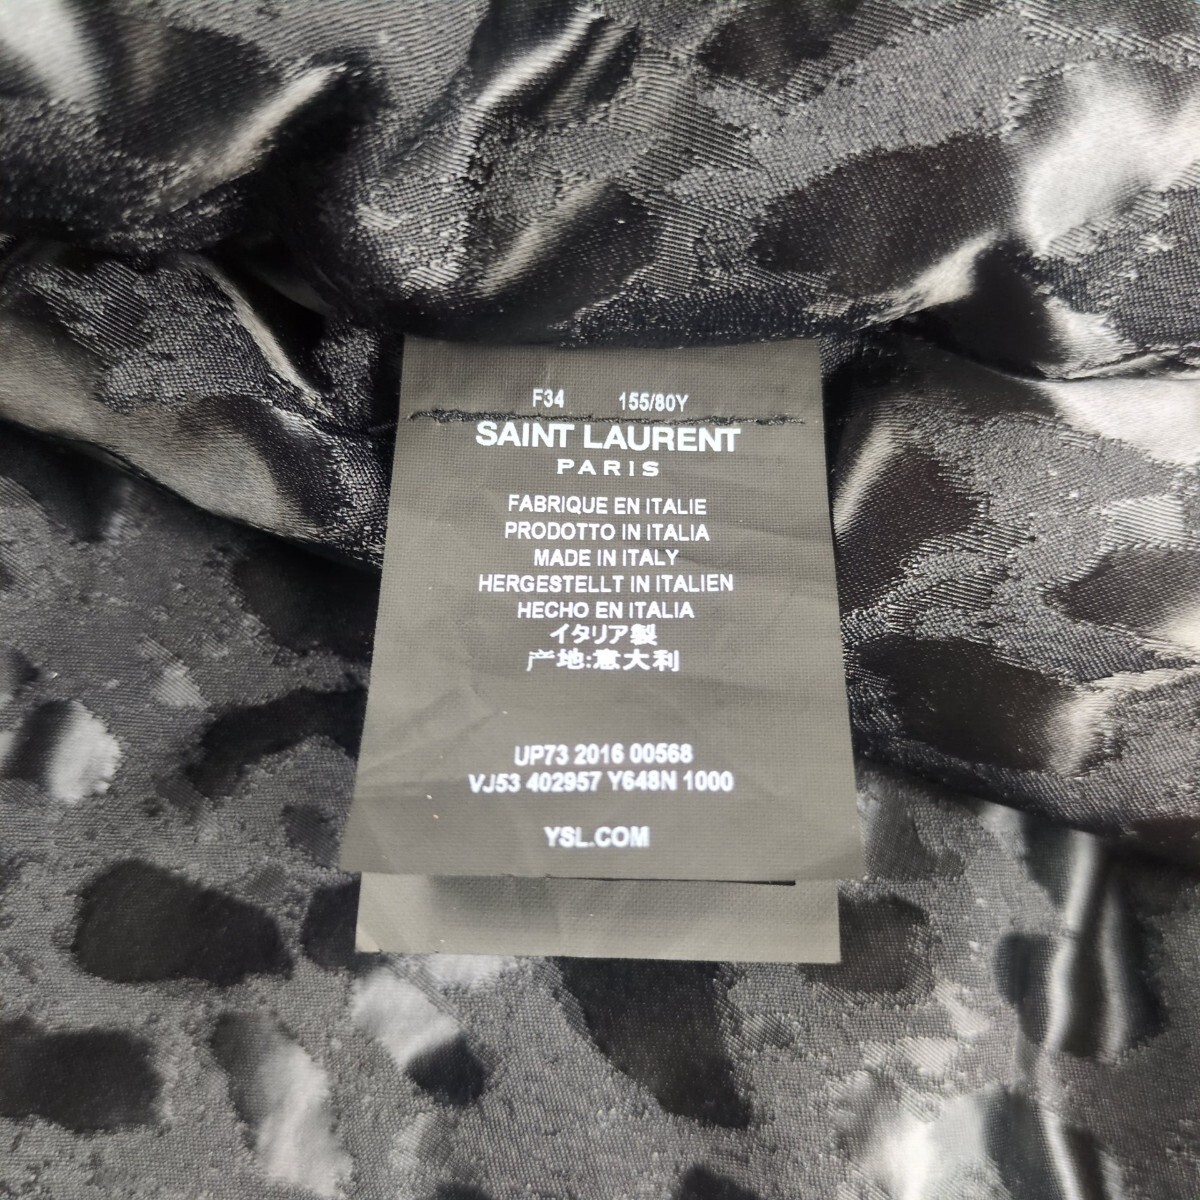 F34 155/80Y
SAINT LAURENT
PARIS
FABRIQUE EN ITALIE
PRODOTTO IN ITALIA
MADE IN ITALY
HERGESTELLT IN ITALIEN
HECHO EN ITALIA
イタリア製
产地:意大利
UP73 2016 00568
VJ53 402957 Y648N 1000
YSL.COM